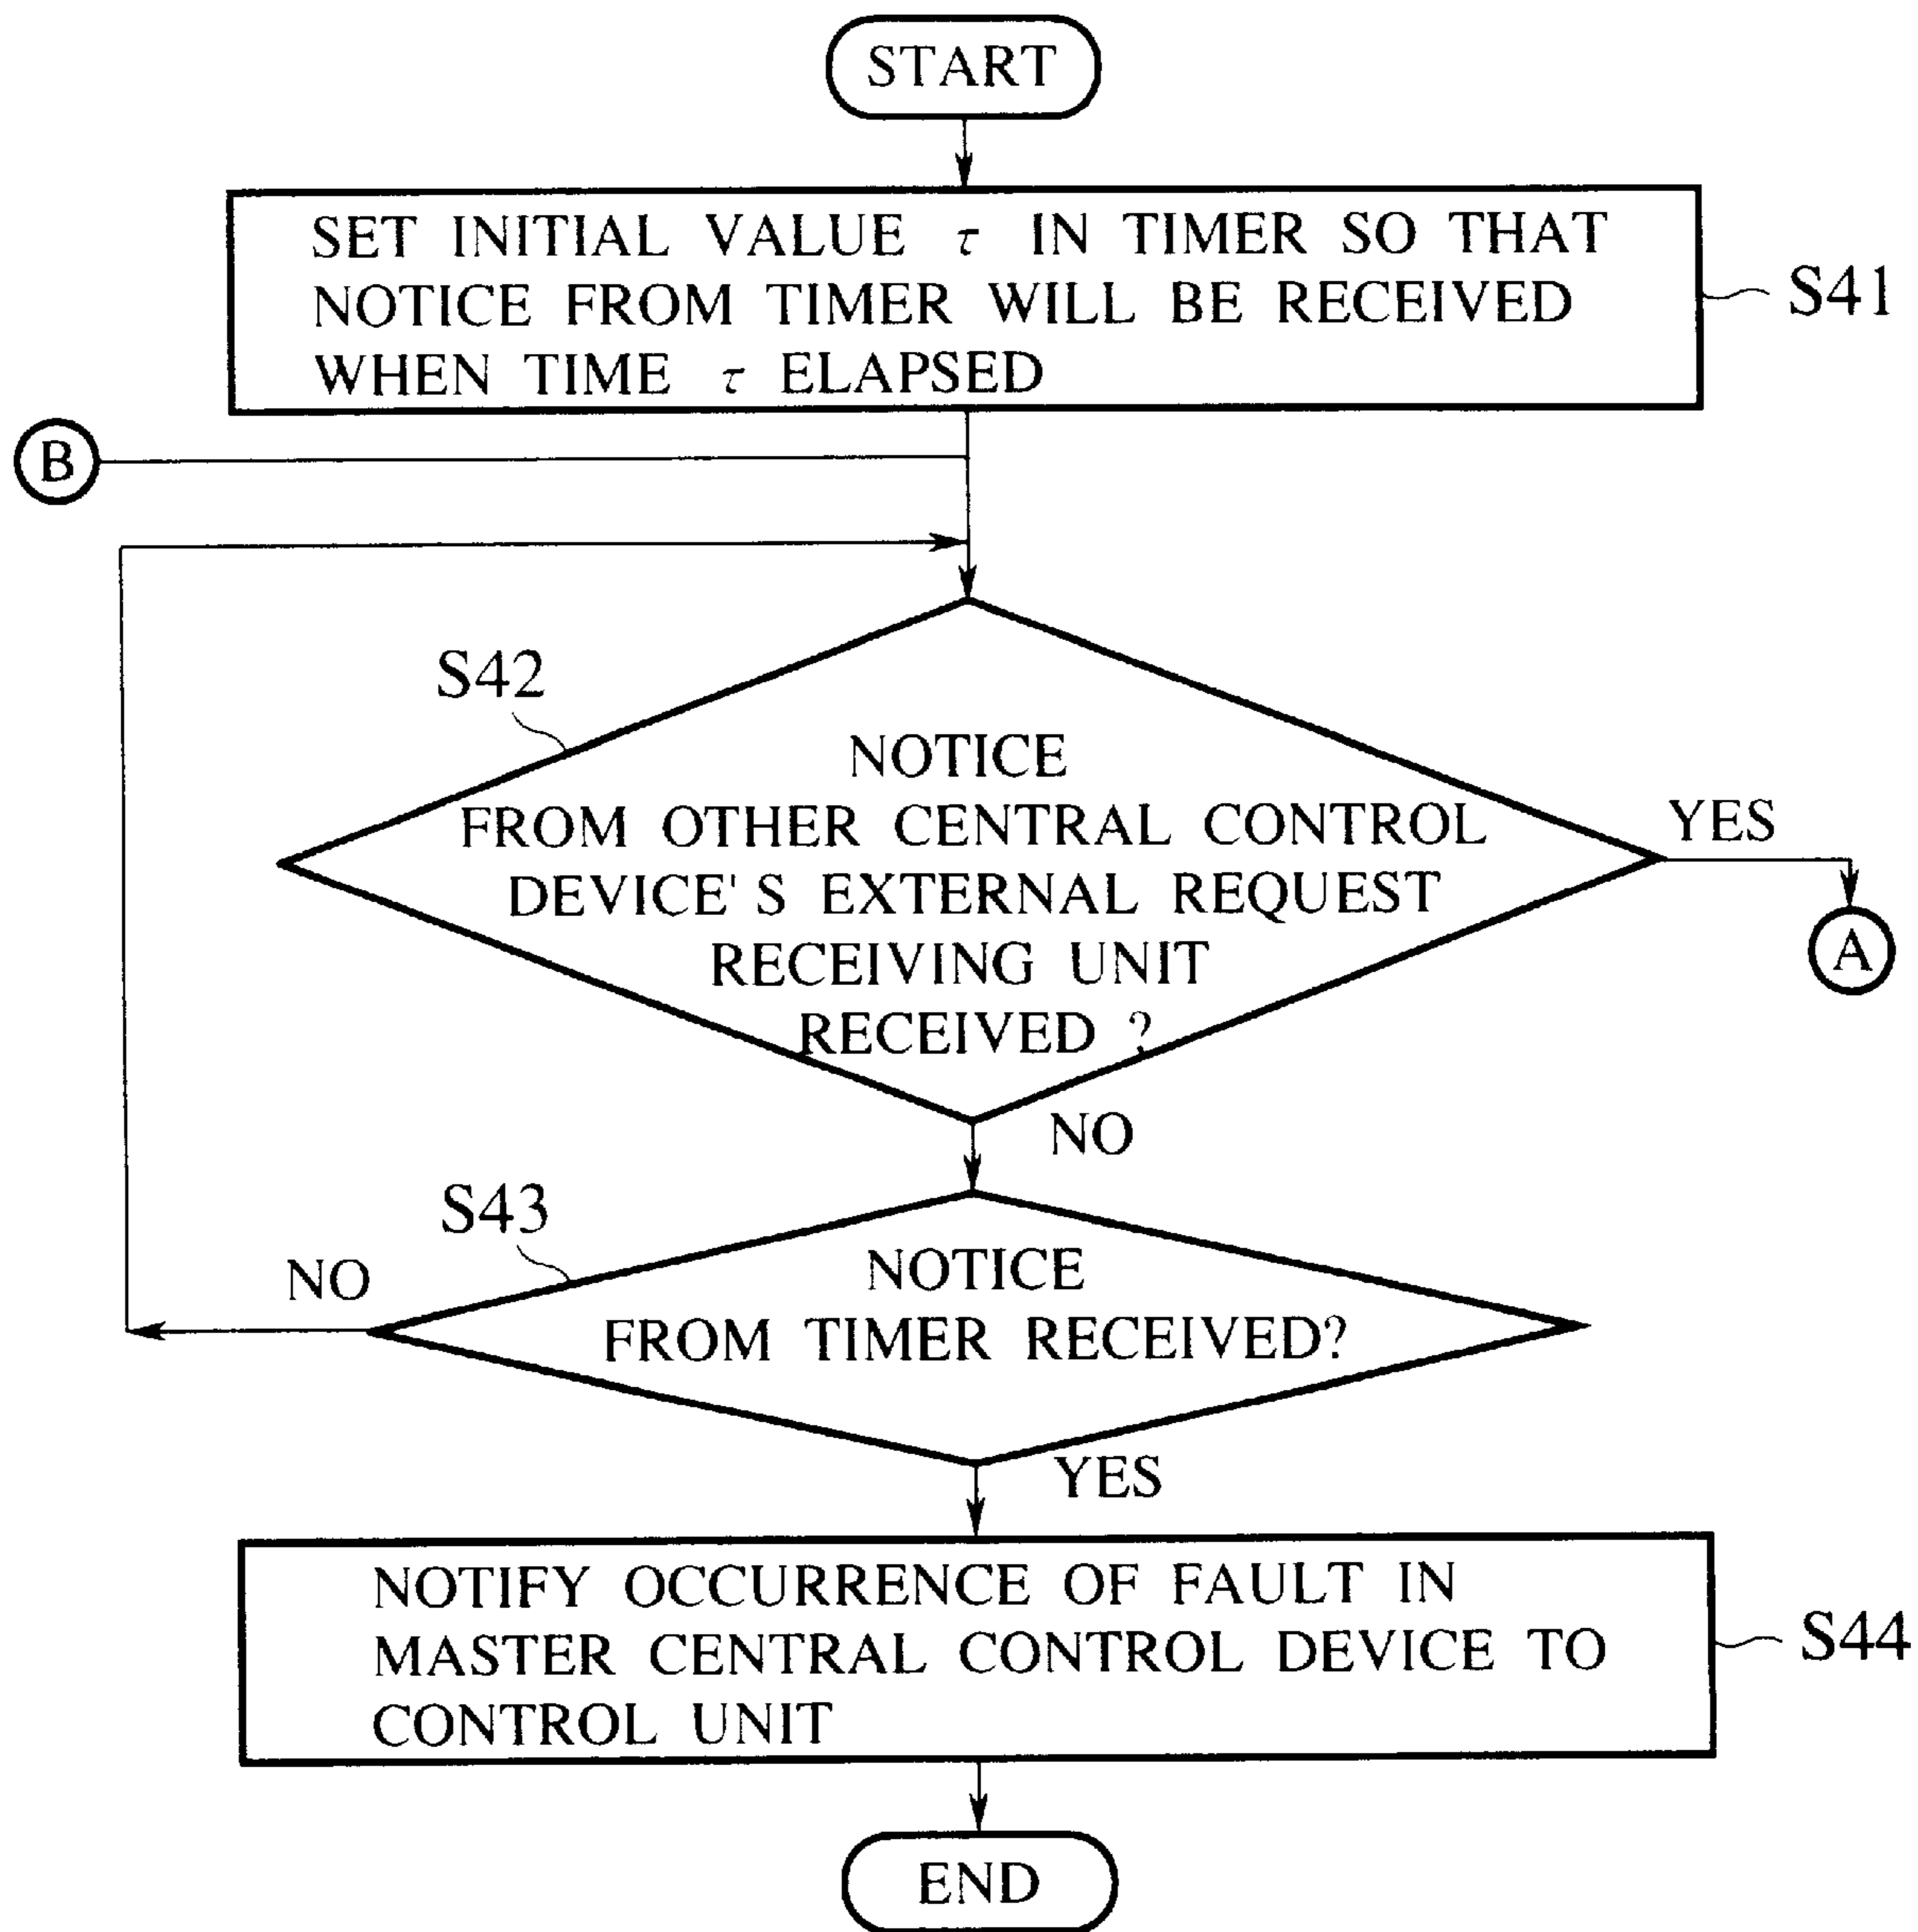 START
SET INITIAL VALUE τ IN TIMER SO THAT
NOTICE FROM TIMER WILL BE RECEIVED
WHEN TIME τ ELAPSED
S41
B
S42
NOTICE
FROM OTHER CENTRAL CONTROL
DEVICE'S EXTERNAL REQUEST
RECEIVING UNIT
RECEIVED ?
YES
A
NO
S43
NOTICE
FROM TIMER RECEIVED?
NO
YES
NOTIFY OCCURRENCE OF FAULT IN
MASTER CENTRAL CONTROL DEVICE TO
CONTROL UNIT
S44
END